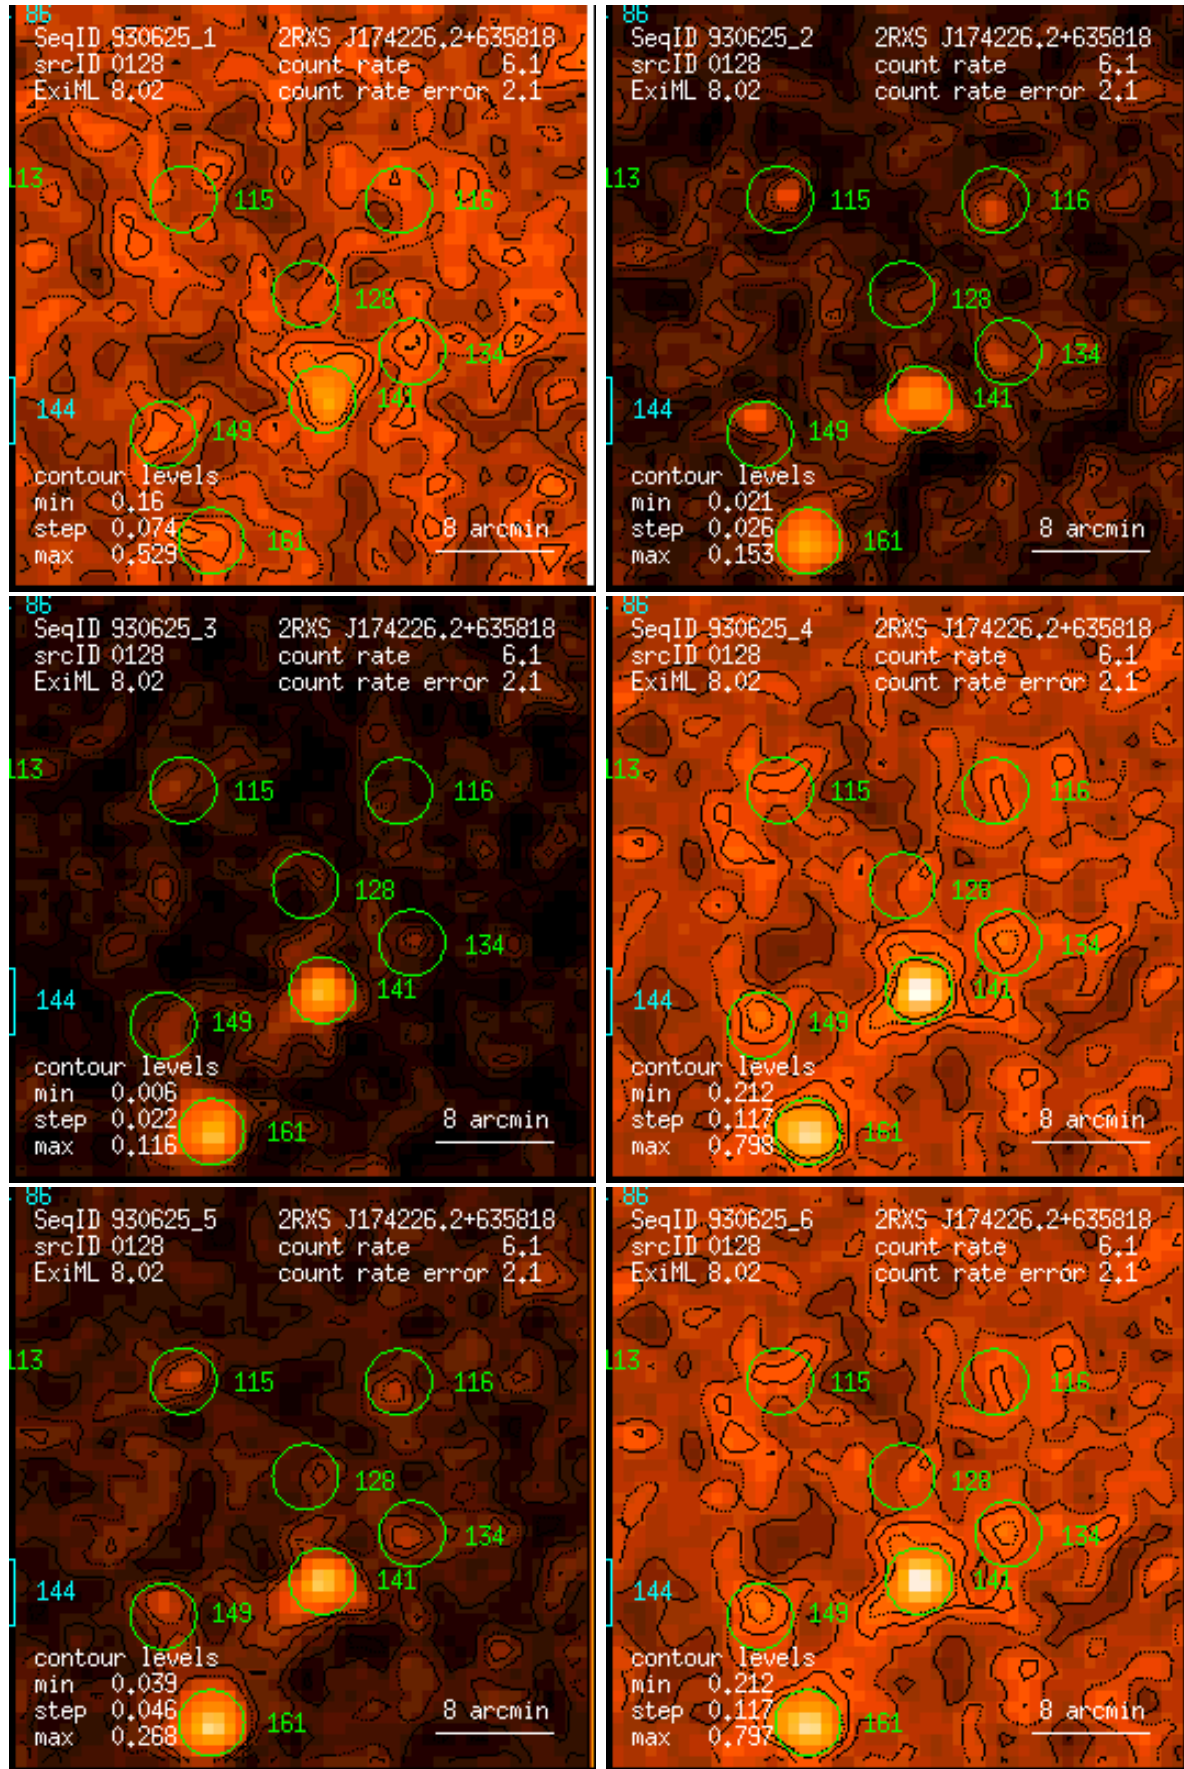 86
SeqID 930625_1 2RXS J174226.2+635818
srcID 0128 count rate 6.1
ExiML 8.02 count rate error 2.1
113
115
116
128
134
144
141
149
contour levels
min 0.16
step 0.074
max 0.529
161
8 arcmin
86
SeqID 930625_2 2RXS J174226.2+635818
srcID 0128 count rate 6.1
ExiML 8.02 count rate error 2.1
113
115
116
128
134
144
141
149
contour levels
min 0.021
step 0.026
max 0.153
161
8 arcmin
86
SeqID 930625_3 2RXS J174226.2+635818
srcID 0128 count rate 6.1
ExiML 8.02 count rate error 2.1
113
115
116
128
134
144
141
149
contour levels
min 0.006
step 0.022
max 0.116
161
8 arcmin
86
SeqID 930625_4 2RXS J174226.2+635818
srcID 0128 count rate 6.1
ExiML 8.02 count rate error 2.1
113
115
116
128
134
144
141
149
contour levels
min 0.212
step 0.117
max 0.798
161
8 arcmin
86
SeqID 930625_5 2RXS J174226.2+635818
srcID 0128 count rate 6.1
ExiML 8.02 count rate error 2.1
113
115
116
128
134
144
141
149
contour levels
min 0.039
step 0.046
max 0.268
161
8 arcmin
86
SeqID 930625_6 2RXS J174226.2+635818
srcID 0128 count rate 6.1
ExiML 8.02 count rate error 2.1
113
115
116
128
134
144
141
149
contour levels
min 0.212
step 0.117
max 0.797
161
8 arcmin